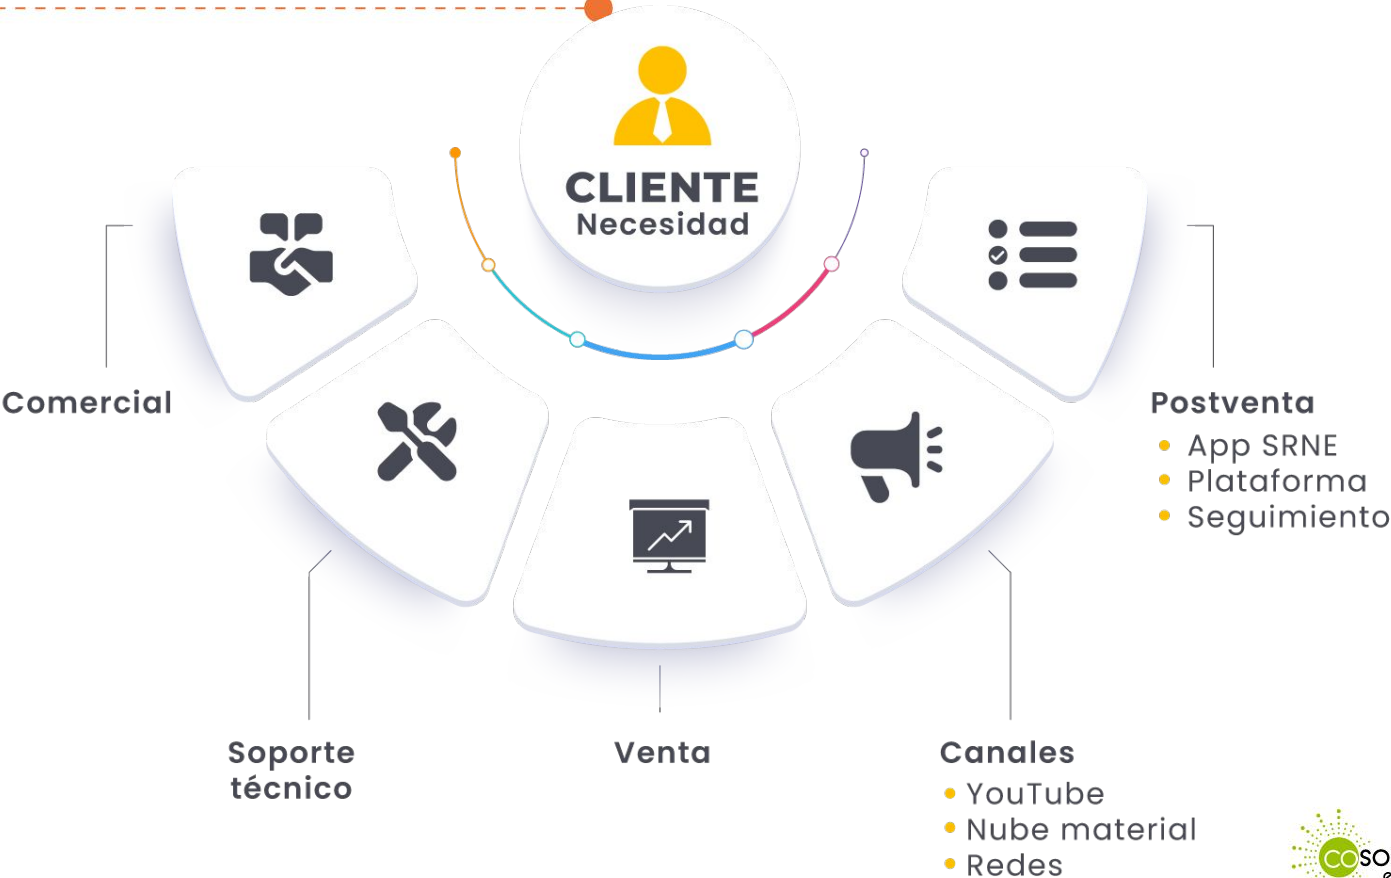 CLIENTE
Necesidad
Comercial
Postventa
App SRNE
Plataforma
Seguimiento
Soporte
técnico
Venta
Canales
YouTube
Nube material
Redes
COSO